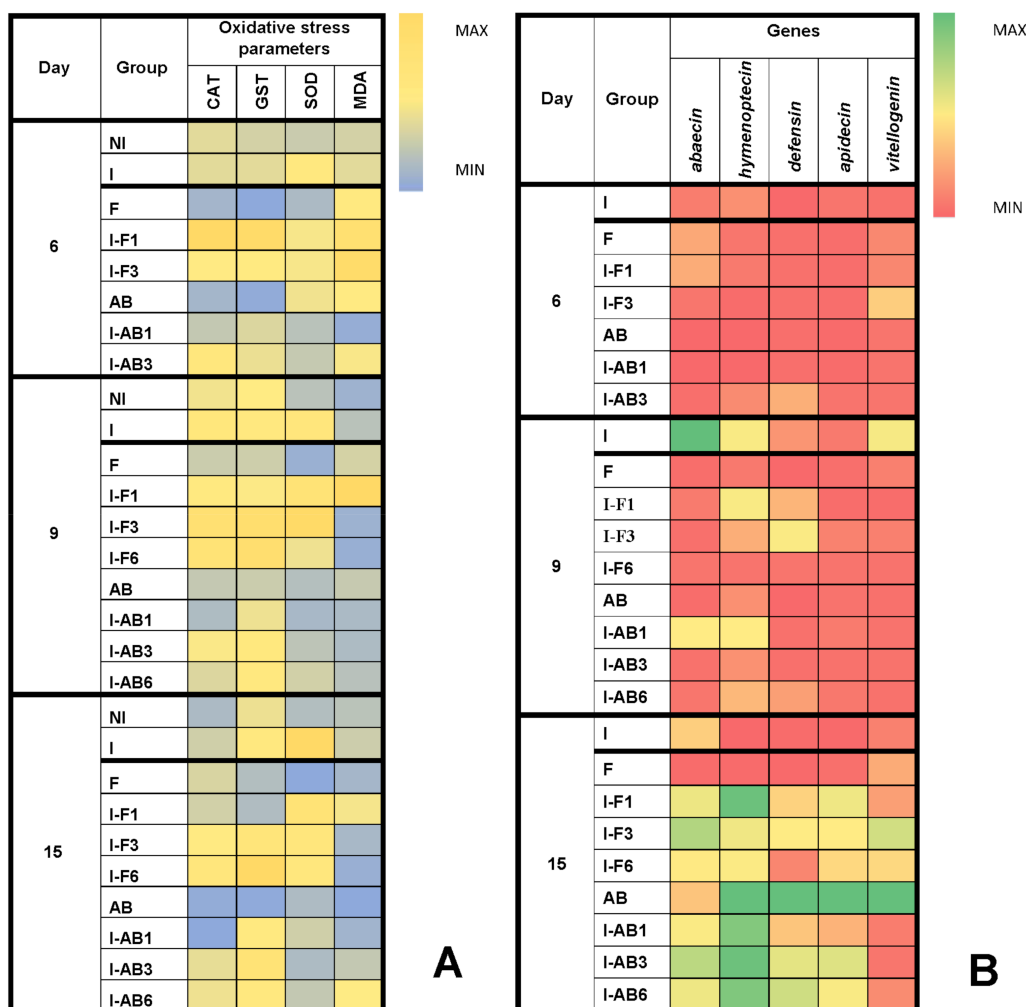 Day Group Oxidative stress parameters
CAT GST SOD MDA
MAX
MIN
6
NI
I
F
I-F1
I-F3
AB
I-AB1
I-AB3
9
NI
I
F
I-F1
I-F3
I-F6
AB
I-AB1
I-AB3
I-AB6
15
NI
I
F
I-F1
I-F3
I-F6
AB
I-AB1
I-AB3
I-AB6
A
Day Group Genes
abaecin hymenoptecin defensin apidecin vitellogenin
MAX
MIN
6
I
F
I-F1
I-F3
AB
I-AB1
I-AB3
9
I
F
I-F1
I-F3
I-F6
AB
I-AB1
I-AB3
I-AB6
15
I
F
I-F1
I-F3
I-F6
AB
I-AB1
I-AB3
I-AB6
B